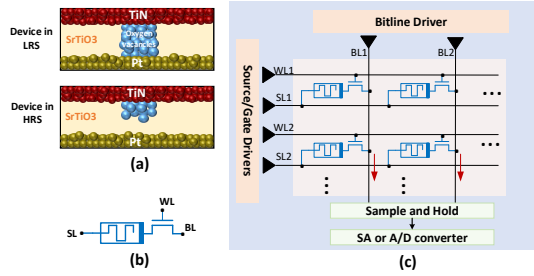 TiN
Device in
LRS
SrTiO3
Oxygen
vacancies
Pt
TiN
Device in
HRS
SrTiO3
Pt
(a)
WL
SL
BL
(b)
Bitline Driver
BL1
BL2
Source/Gate Drivers
WL1
SL1
WL2
SL2
Sample and Hold
SA or A/D converter
(c)